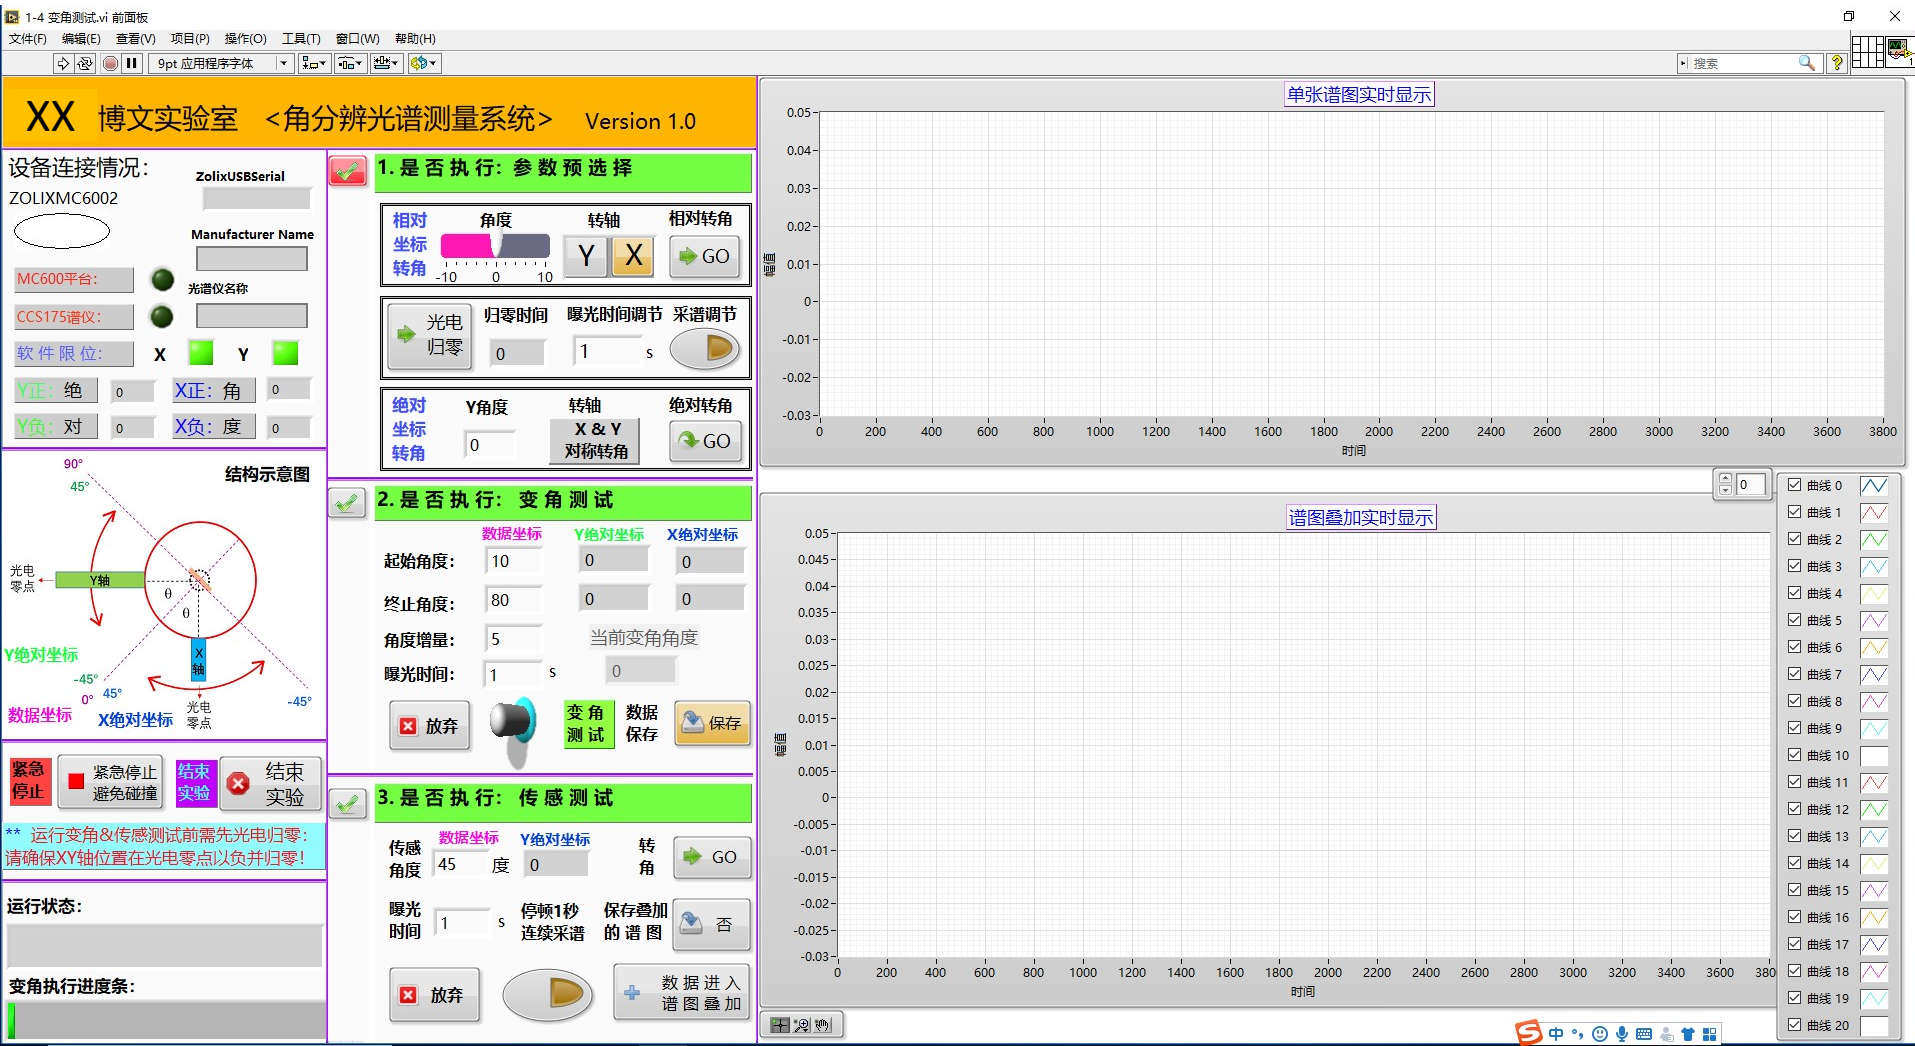 1-4 变角测试.vi 前面板
文件(F) 编辑(E) 查看(V) 项目(P) 操作(O) 工具(T) 窗口(W) 帮助(H)
9pt 应用程序字体
搜索
XX 博文实验室 <角分辨光谱测量系统> Version 1.0
设备连接情况:
ZOLIXMC6002
ZolixUSBSerial
Manufacturer Name
MC600平台:
光谱仪名称
CCS175谱仪:
软件限位: X Y
Y正: 绝 0 X正: 角 0
Y负: 对 0 X负: 度 0
结构示意图
90°
45°
光电
零点
Y轴
θ
θ
X
轴
Y绝对坐标
-45°
0°
45°
-45°
数据坐标
X绝对坐标
光电
零点
紧急
停止
紧急停止
避免碰撞
结束
实验
结束
实验
** 运行变角&传感测试前需先光电归零:
请确保XY轴位置在光电零点以负并归零!
运行状态:
变角执行进度条:
1.是否执行: 参数预选择
相对
坐标
转角
角度
-10 0 10
转轴
Y X
相对转角
GO
光电
归零
归零时间
0
曝光时间调节
1 s
采谱调节
绝对
坐标
转角
Y角度
0
转轴
X & Y
对称转角
绝对转角
GO
2.是否执行: 变角测试
数据坐标 Y绝对坐标 X绝对坐标
起始角度: 10 0 0
终止角度: 80 0 0
角度增量: 5 当前变角角度
曝光时间: 1 s 0
放弃
变角
测试
数据
保存
保存
3.是否执行: 传感测试
数据坐标 Y绝对坐标
传感
角度
45 度 0
转
角
GO
曝光
时间
1 s
停顿1秒
连续采谱
保存叠加
的谱图
否
放弃
数据进入
谱图叠加
单张谱图实时显示
幅值
0.05
0.04
0.03
0.02
0.01
0
-0.01
-0.02
-0.03
0 200 400 600 800 1000 1200 1400 1600 1800 2000 2200 2400 2600 2800 3000 3200 3400 3600 3800
时间
0
谱图叠加实时显示
幅值
0.05
0.045
0.04
0.035
0.03
0.025
0.02
0.015
0.01
0.005
0
-0.005
-0.01
-0.015
-0.02
-0.025
-0.03
0 200 400 600 800 1000 1200 1400 1600 1800 2000 2200 2400 2600 2800 3000 3200 3400 3600 380
时间
曲线 0
曲线 1
曲线 2
曲线 3
曲线 4
曲线 5
曲线 6
曲线 7
曲线 8
曲线 9
曲线 10
曲线 11
曲线 12
曲线 13
曲线 14
曲线 15
曲线 16
曲线 17
曲线 18
曲线 19
曲线 20
中